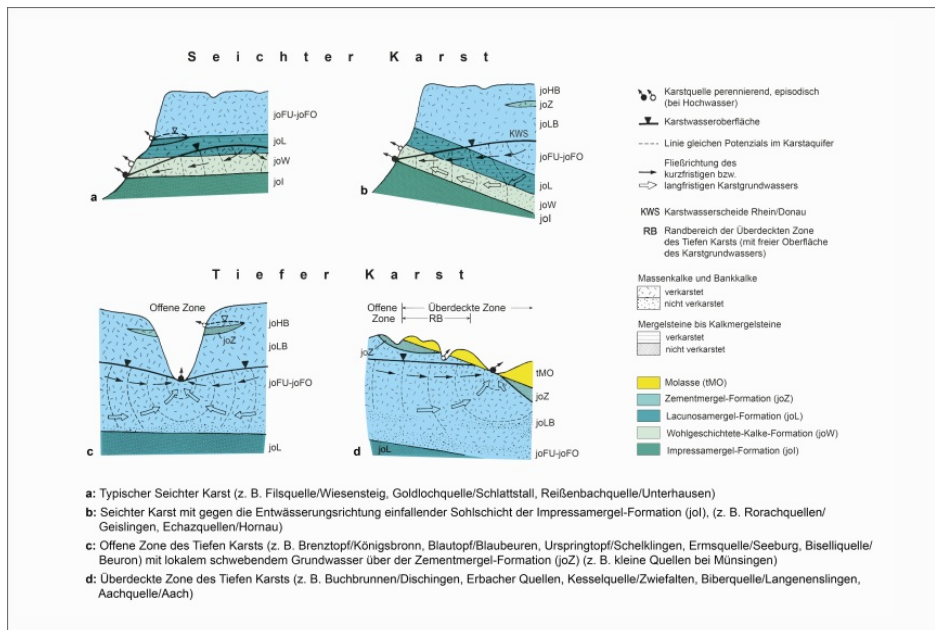 Seichter Karst
joFU-joFO
joL
joW
joI
a
joHB
joZ
joLB
KWS
joFU-joFO
joL
joW
joI
b
Karstquelle perennierend, episodisch
(bei Hochwasser)
Karstwasseroberfläche
Linie gleichen Potenzials im Karstaquifer
Fließrichtung des
kurzfristigen bzw.
langfristigen Karstgrundwassers
KWS Karstwasserscheide Rhein/Donau
RB Randbereich der Überdeckten Zone
des Tiefen Karsts (mit freier Oberfläche
des Karstgrundwassers)
Massenkalke und Bankkalke
verkarstet
nicht verkarstet
Mergelsteine bis Kalkmergelsteine
verkarstet
nicht verkarstet
Molasse (tMO)
Zementmergel-Formation (joZ)
Lacunosamergel-Formation (joL)
Wohlgeschichtete-Kalke-Formation (joW)
Impressamergel-Formation (joI)
Tiefer Karst
Offene Zone
joHB
joZ
joLB
joFU-joFO
joL
c
Offene
Zone
Überdeckte Zone
RB
joZ
tMO
joZ
joLB
joL
joFU-joFO
d
a: Typischer Seichter Karst (z. B. Filsquelle/Wiesensteig, Goldlochquelle/Schlattstall, Reißenbachquelle/Unterhausen)
b: Seichter Karst mit gegen die Entwässerungsrichtung einfallender Sohlschicht der Impressamergel-Formation (joI), (z. B. Rorachquellen/
Geislingen, Echazquellen/Hornau)
c: Offene Zone des Tiefen Karsts (z. B. Brenztopf/Königsbronn, Blautopf/Blaubeuren, Urspringtopf/Schelklingen, Ermsquelle/Seeburg, Biselliquelle/
Beuron) mit lokalem schwebendem Grundwasser über der Zementmergel-Formation (joZ) (z. B. kleine Quellen bei Münsingen)
d: Überdeckte Zone des Tiefen Karsts (z. B. Buchbrunnen/Dischingen, Erbacher Quellen, Kesselquelle/Zwiefalten, Biberquelle/Langenenslingen,
Aachquelle/Aach)